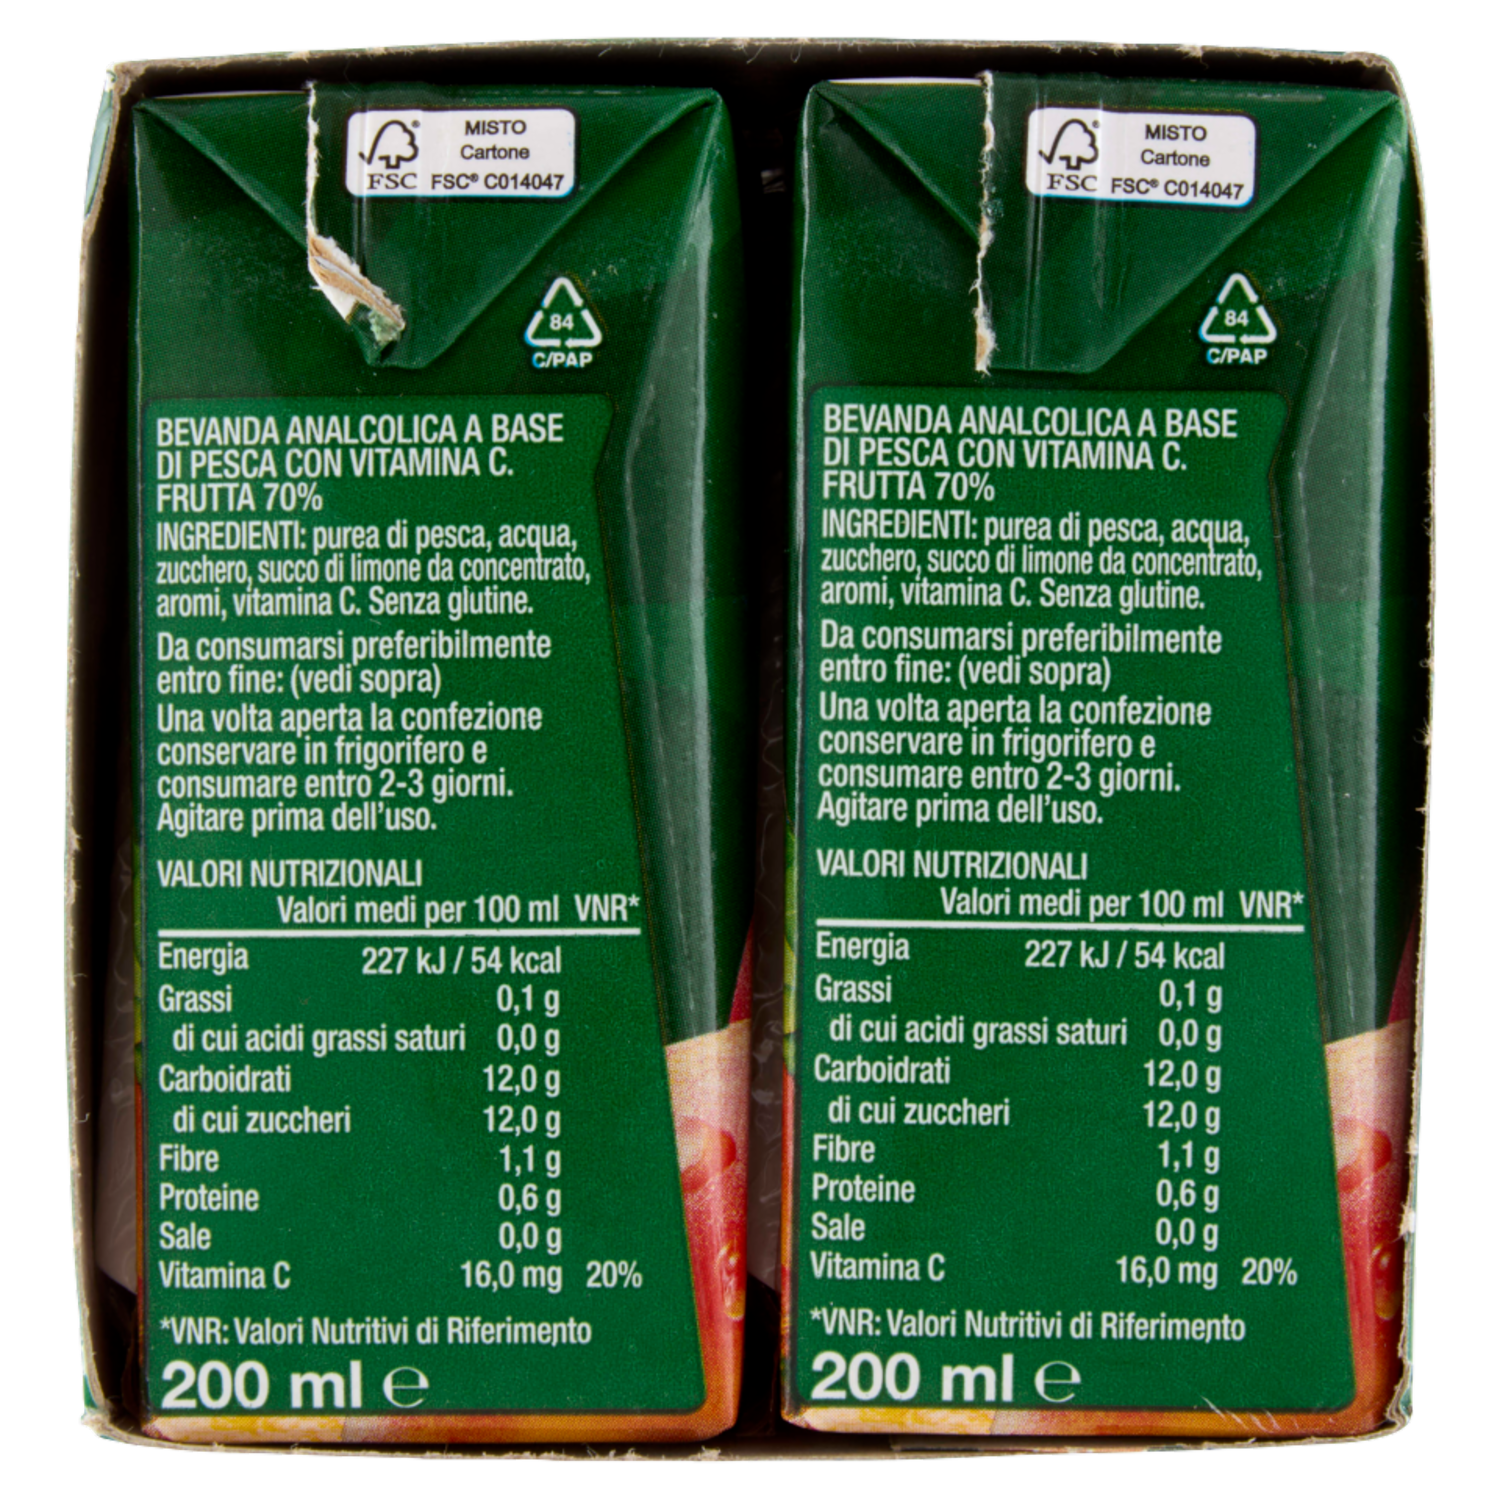 MISTO
Cartone
FSC FSC® C014047
84
C/PAP
BEVANDA ANALCOLICA A BASE
DI PESCA CON VITAMINA C.
FRUTTA 70%
INGREDIENTI: purea di pesca, acqua,
zucchero, succo di limone da concentrato,
aromi, vitamina C. Senza glutine.
Da consumarsi preferibilmente
entro fine: (vedi sopra)
Una volta aperta la confezione
conservare in frigorifero e
consumare entro 2-3 giorni.
Agitare prima dell'uso.
VALORI NUTRIZIONALI
Valori medi per 100 ml VNR*
Energia 227 kJ / 54 kcal
Grassi 0,1 g
di cui acidi grassi saturi 0,0 g
Carboidrati 12,0 g
di cui zuccheri 12,0 g
Fibre 1,1 g
Proteine 0,6 g
Sale 0,0 g
Vitamina C 16,0 mg 20%
*VNR: Valori Nutritivi di Riferimento
200 ml ℮
MISTO
Cartone
FSC FSC® C014047
84
C/PAP
BEVANDA ANALCOLICA A BASE
DI PESCA CON VITAMINA C.
FRUTTA 70%
INGREDIENTI: purea di pesca, acqua,
zucchero, succo di limone da concentrato,
aromi, vitamina C. Senza glutine.
Da consumarsi preferibilmente
entro fine: (vedi sopra)
Una volta aperta la confezione
conservare in frigorifero e
consumare entro 2-3 giorni.
Agitare prima dell'uso.
VALORI NUTRIZIONALI
Valori medi per 100 ml VNR*
Energia 227 kJ / 54 kcal
Grassi 0,1 g
di cui acidi grassi saturi 0,0 g
Carboidrati 12,0 g
di cui zuccheri 12,0 g
Fibre 1,1 g
Proteine 0,6 g
Sale 0,0 g
Vitamina C 16,0 mg 20%
*VNR: Valori Nutritivi di Riferimento
200 ml ℮